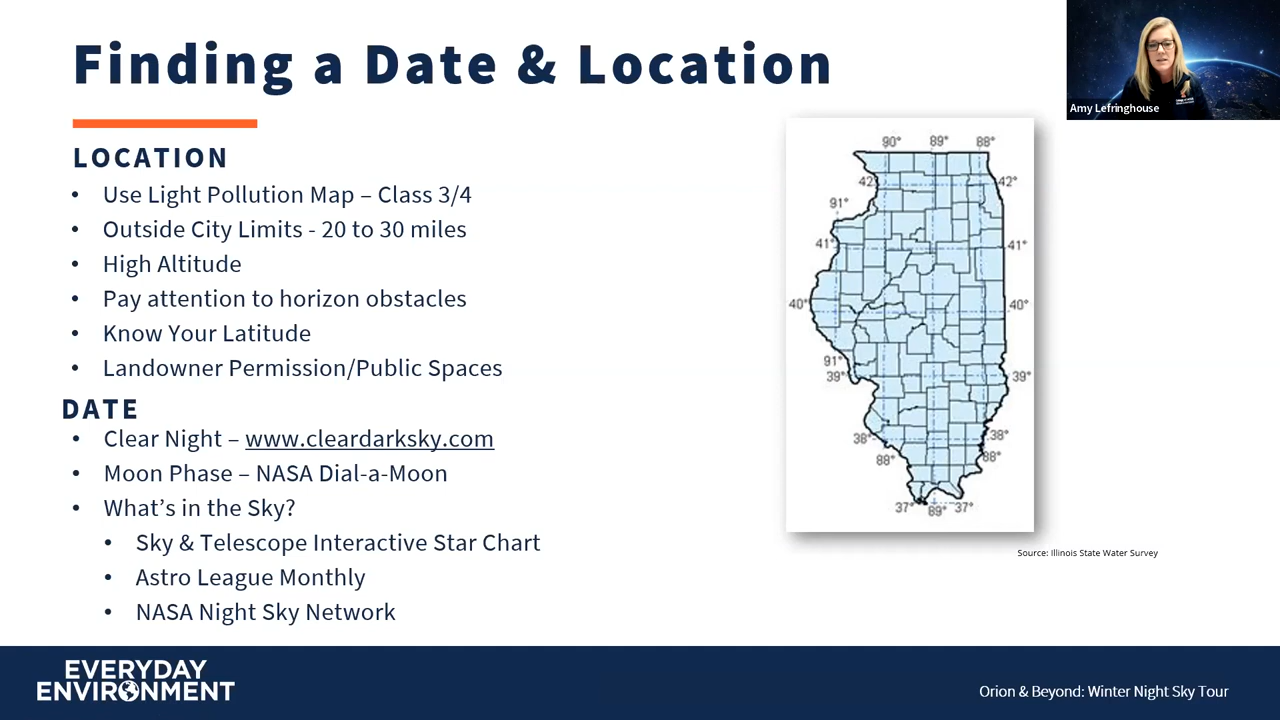 Finding a Date & Location
Amy Lefringhouse
LOCATION
• Use Light Pollution Map – Class 3/4
• Outside City Limits - 20 to 30 miles
• High Altitude
• Pay attention to horizon obstacles
• Know Your Latitude
• Landowner Permission/Public Spaces
DATE
• Clear Night – www.cleardarksky.com
• Moon Phase – NASA Dial-a-Moon
• What's in the Sky?
• Sky & Telescope Interactive Star Chart
• Astro League Monthly
• NASA Night Sky Network
90° 89° 88°
42° 42°
91°
41° 41°
40° 40°
91°
39° 39°
38° 38°
88° 88°
37° 89° 37°
Source: Illinois State Water Survey
EVERYDAY
ENVIRONMENT
Orion & Beyond: Winter Night Sky Tour